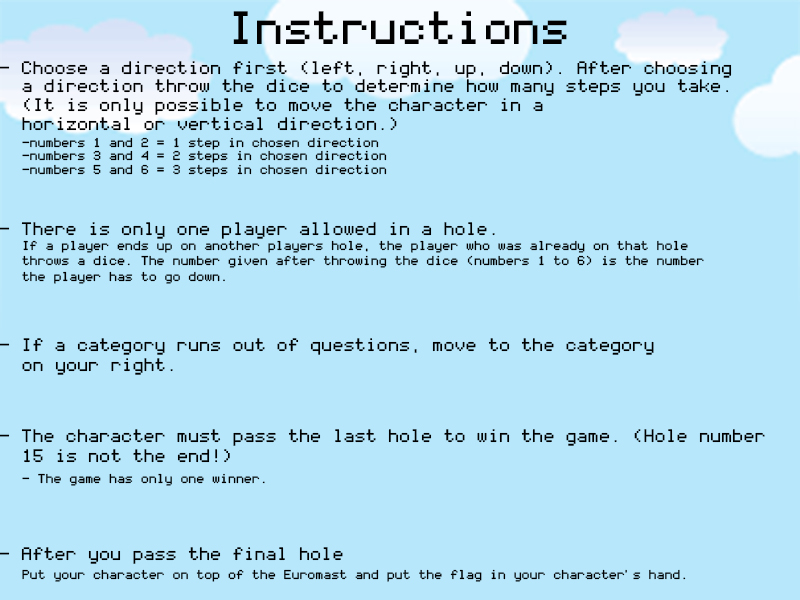 Instructions
- Choose a direction first (left, right, up, down). After choosing
a direction throw the dice to determine how many steps you take.
(It is only possible to move the character in a
horizontal or vertical direction.)
-numbers 1 and 2 = 1 step in chosen direction
-numbers 3 and 4 = 2 steps in chosen direction
-numbers 5 and 6 = 3 steps in chosen direction
- There is only one player allowed in a hole.
If a player ends up on another players hole, the player who was already on that hole
throws a dice. The number given after throwing the dice (numbers 1 to 6) is the number
the player has to go down.
- If a category runs out of questions, move to the category
on your right.
- The character must pass the last hole to win the game. (Hole number
15 is not the end!)
- The game has only one winner.
- After you pass the final hole
Put your character on top of the Euromast and put the flag in your character's hand.